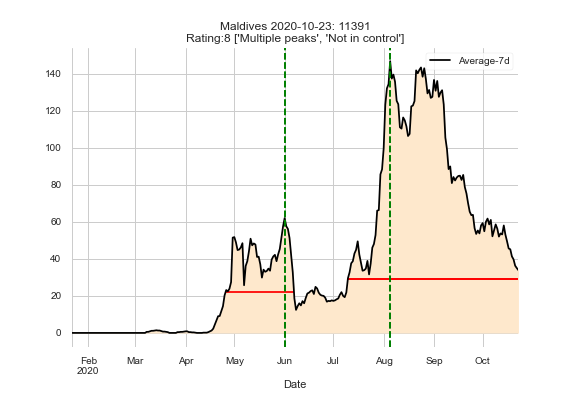 Maldives 2020-10-23: 11391
Rating:8 ['Multiple peaks', 'Not in control']
Average-7d
140
120
100
80
60
40
20
0
Feb Mar Apr May Jun Jul Aug Sep Oct
2020
Date